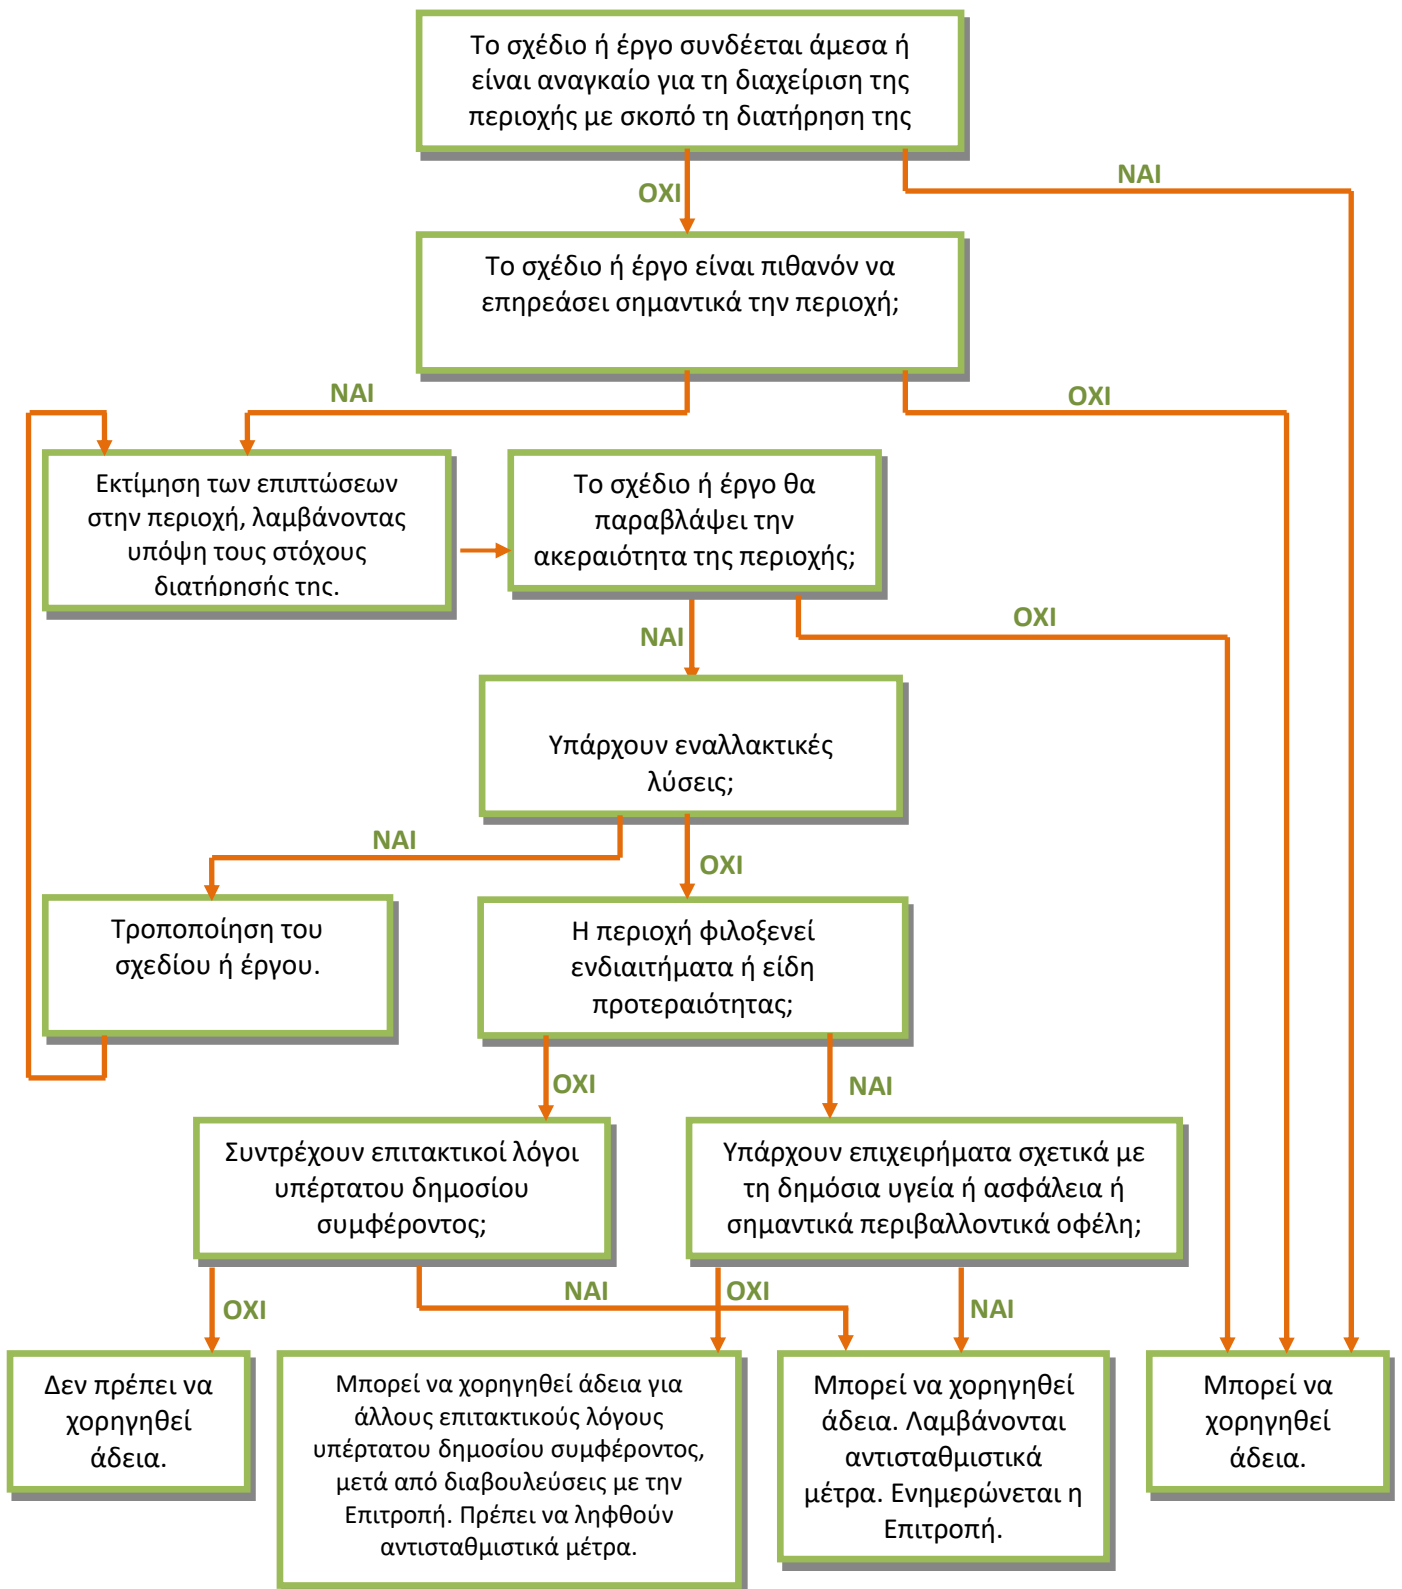 Το σχέδιο ή έργο συνδέεται άμεσα ή
είναι αναγκαίο για τη διαχείριση της
περιοχής με σκοπό τη διατήρηση της
ΝΑΙ
ΟΧΙ
Το σχέδιο ή έργο είναι πιθανόν να
επηρεάσει σημαντικά την περιοχή;
ΝΑΙ
ΟΧΙ
Εκτίμηση των επιπτώσεων
στην περιοχή, λαμβάνοντας
υπόψη τους στόχους
διατήρησής της.
Το σχέδιο ή έργο θα
παραβλάψει την
ακεραιότητα της περιοχής;
ΝΑΙ
ΟΧΙ
Υπάρχουν εναλλακτικές
λύσεις;
ΝΑΙ
ΟΧΙ
Τροποποίηση του
σχεδίου ή έργου.
Η περιοχή φιλοξενεί
ενδιαιτήματα ή είδη
προτεραιότητας;
ΟΧΙ
ΝΑΙ
Συντρέχουν επιτακτικοί λόγοι
υπέρτατου δημοσίου
συμφέροντος;
Υπάρχουν επιχειρήματα σχετικά με
τη δημόσια υγεία ή ασφάλεια ή
σημαντικά περιβαλλοντικά οφέλη;
ΟΧΙ
ΝΑΙ
ΟΧΙ
ΝΑΙ
Δεν πρέπει να
χορηγηθεί
άδεια.
Μπορεί να χορηγηθεί άδεια για
άλλους επιτακτικούς λόγους
υπέρτατου δημοσίου συμφέροντος,
μετά από διαβουλεύσεις με την
Επιτροπή. Πρέπει να ληφθούν
αντισταθμιστικά μέτρα.
Μπορεί να χορηγηθεί
άδεια. Λαμβάνονται
αντισταθμιστικά
μέτρα. Ενημερώνεται η
Επιτροπή.
Μπορεί να
χορηγηθεί
άδεια.